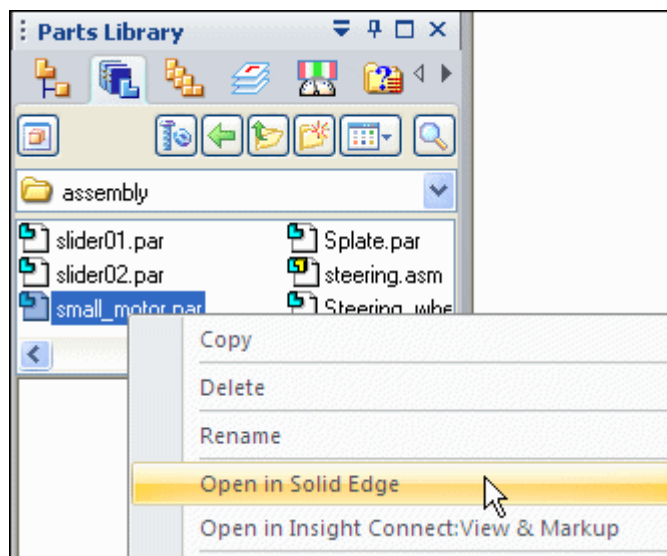 Parts Library
assembly
slider01.par
Splate.par
slider02.par
steering.asm
small_motor.par
Copy
Delete
Rename
Open in Solid Edge
Open in Insight Connect:View & Markup